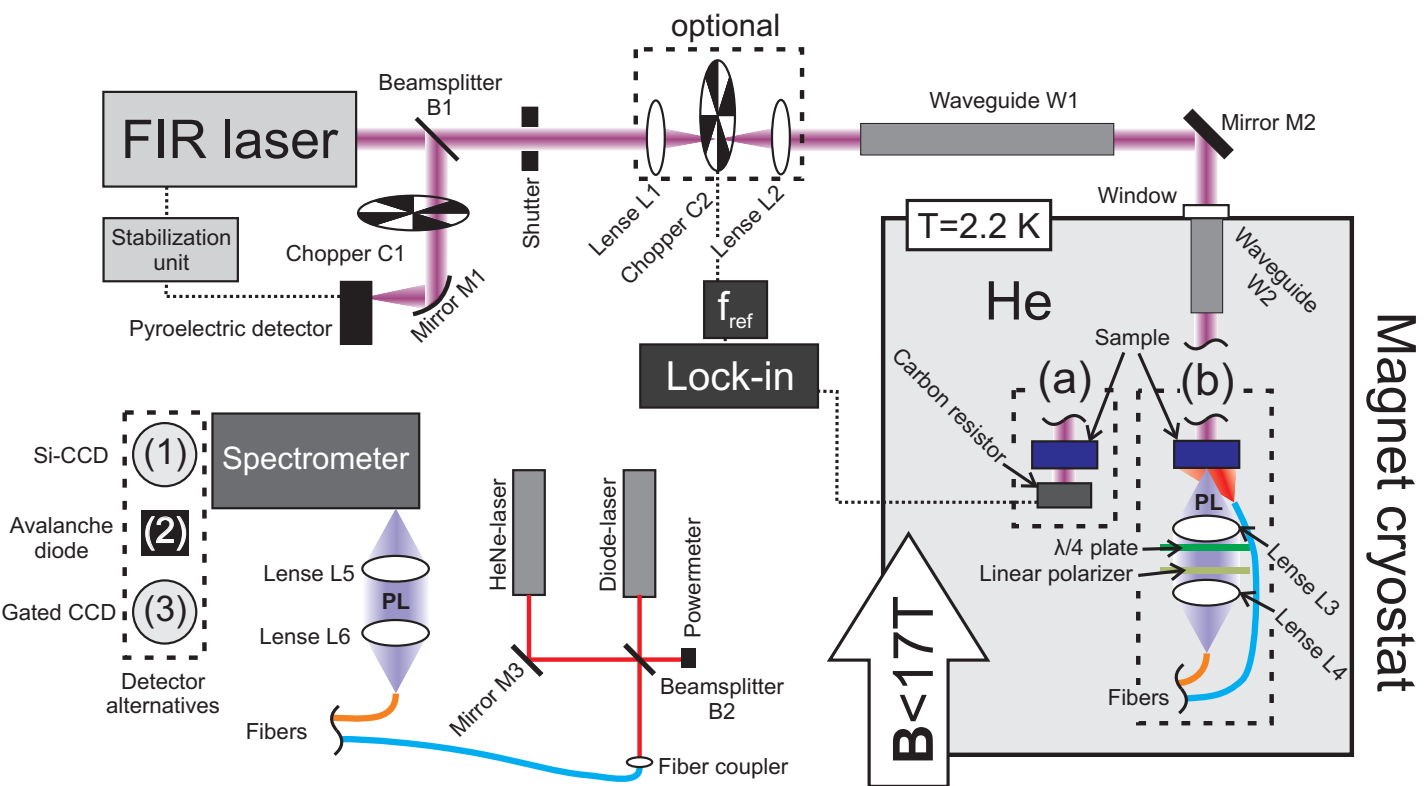 optional
Beamsplitter
B1
FIR laser
Waveguide W1
Mirror M2
Shutter
Lense L1
Chopper C2
Lense L2
Window
T=2.2 K
Stabilization
unit
Chopper C1
Mirror M1
Pyroelectric detector
Waveguide
W2
He
f_ref
Lock-in
Sample
Carbon resistor
(a)
(b)
Magnet cryostat
Si-CCD
(1)
Spectrometer
Avalanche
diode
(2)
Gated CCD
(3)
Detector
alternatives
Lense L5
PL
Lense L6
Fibers
HeNe-laser
Diode-laser
Powermeter
Mirror M3
Beamsplitter
B2
Fiber coupler
B<17T
PL
λ/4 plate
Linear polarizer
Lense L3
Lense L4
Fibers